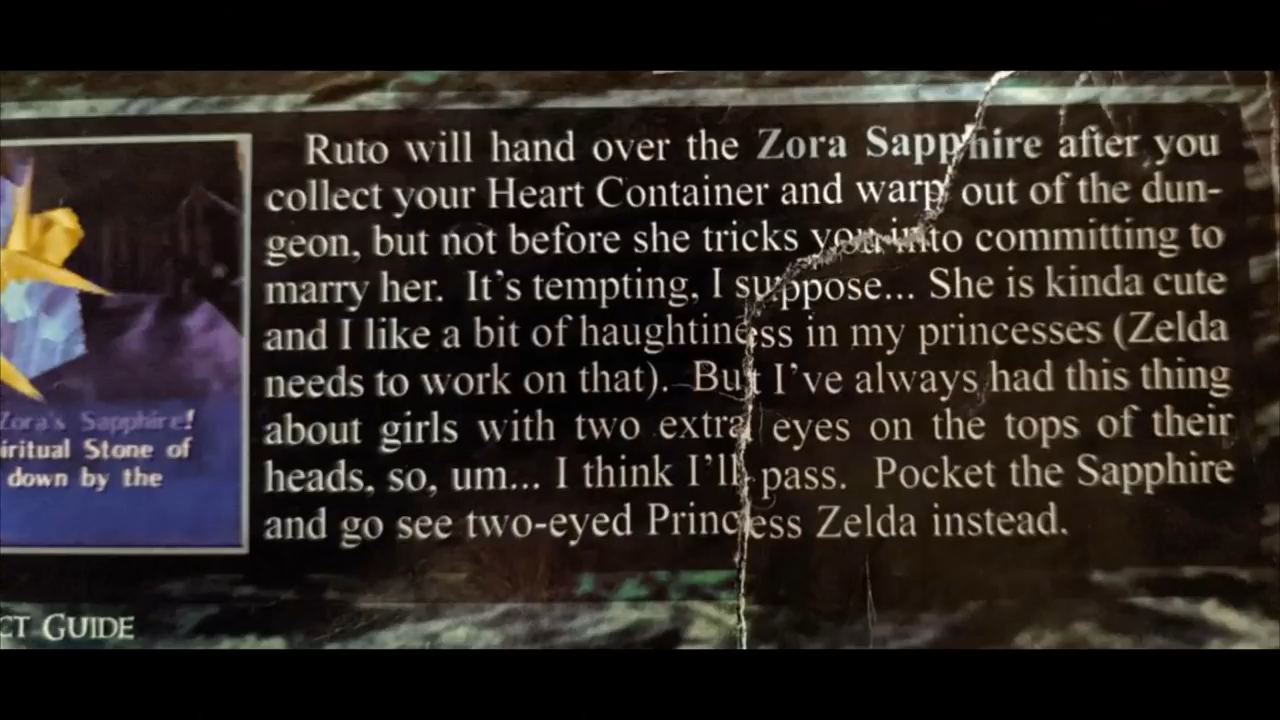 Ruto will hand over the Zora Sapphire after you
collect your Heart Container and warp out of the dun-
geon, but not before she tricks you into committing to
marry her. It's tempting, I suppose... She is kinda cute
and I like a bit of haughtiness in my princesses (Zelda
needs to work on that). But I've always had this thing
about girls with two extra eyes on the tops of their
heads, so, um... I think I'll pass. Pocket the Sapphire
and go see two-eyed Princess Zelda instead.
Zora's Sapphire!
iritual Stone of
down by the
CT GUIDE